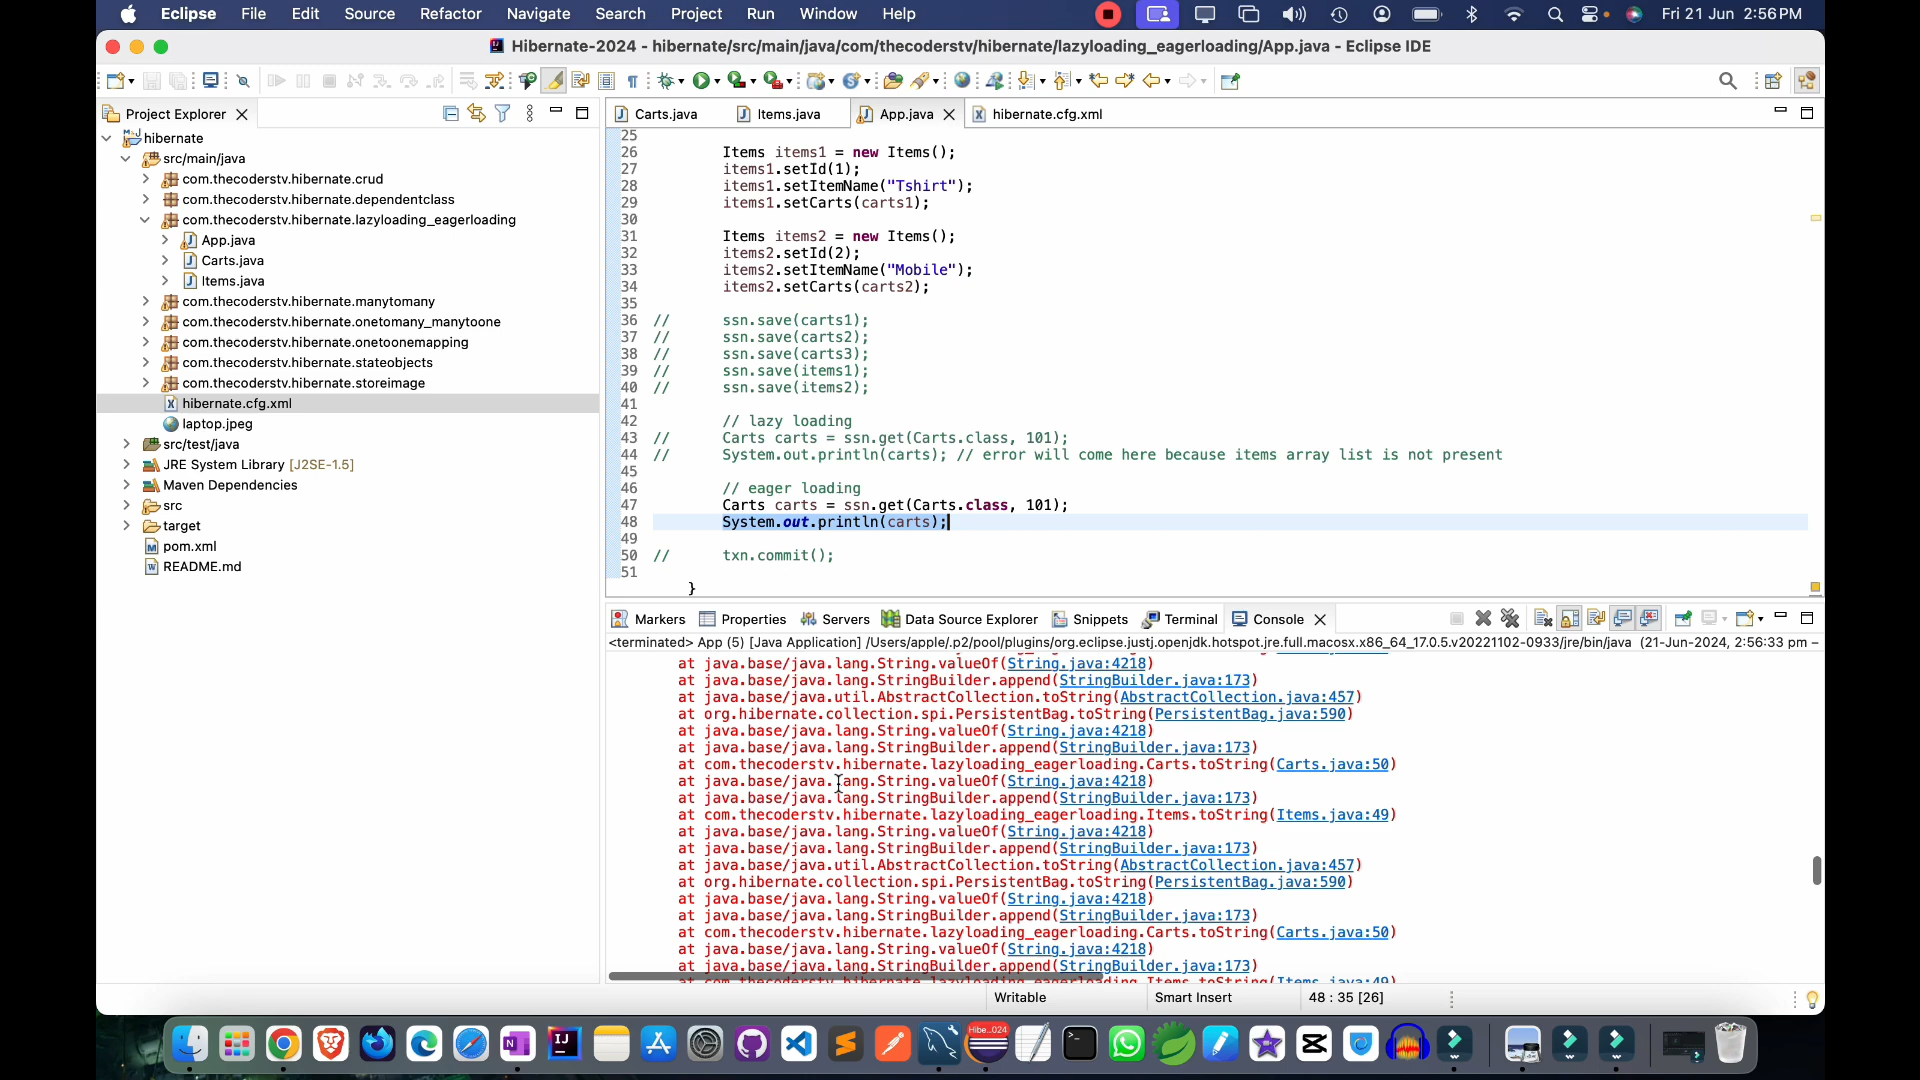 Eclipse File Edit Source Refactor Navigate Search Project Run Window Help Fri 21 Jun 2:56 PM
Hibernate-2024 - hibernate/src/main/java/com/thecoderstv/hibernate/lazyloading_eagerloading/App.java - Eclipse IDE
Project Explorer
hibernate
src/main/java
com.thecoderstv.hibernate.crud
com.thecoderstv.hibernate.dependentclass
com.thecoderstv.hibernate.lazyloading_eagerloading
App.java
Carts.java
Items.java
com.thecoderstv.hibernate.manytomany
com.thecoderstv.hibernate.onetomany_manytoone
com.thecoderstv.hibernate.onetoonemapping
com.thecoderstv.hibernate.stateobjects
com.thecoderstv.hibernate.storeimage
hibernate.cfg.xml
laptop.jpeg
src/test/java
JRE System Library [J2SE-1.5]
Maven Dependencies
src
target
pom.xml
README.md
Carts.java Items.java App.java hibernate.cfg.xml
25
26 Items items1 = new Items();
27 items1.setId(1);
28 items1.setItemName("Tshirt");
29 items1.setCarts(carts1);
30
31 Items items2 = new Items();
32 items2.setId(2);
33 items2.setItemName("Mobile");
34 items2.setCarts(carts2);
35
36 // ssn.save(carts1);
37 // ssn.save(carts2);
38 // ssn.save(carts3);
39 // ssn.save(items1);
40 // ssn.save(items2);
41
42 // lazy loading
43 // Carts carts = ssn.get(Carts.class, 101);
44 // System.out.println(carts); // error will come here because items array list is not present
45
46 // eager loading
47 Carts carts = ssn.get(Carts.class, 101);
48 System.out.println(carts);
49
50 // txn.commit();
51
}
Markers Properties Servers Data Source Explorer Snippets Terminal Console
<terminated> App (5) [Java Application] /Users/apple/.p2/pool/plugins/org.eclipse.justj.openjdk.hotspot.jre.full.macosx.x86_64_17.0.5.v20221102-0933/jre/bin/java (21-Jun-2024, 2:56:33 pm –
at java.base/java.lang.String.valueOf(String.java:4218)
at java.base/java.lang.StringBuilder.append(StringBuilder.java:173)
at java.base/java.util.AbstractCollection.toString(AbstractCollection.java:457)
at org.hibernate.collection.spi.PersistentBag.toString(PersistentBag.java:590)
at java.base/java.lang.String.valueOf(String.java:4218)
at java.base/java.lang.StringBuilder.append(StringBuilder.java:173)
at com.thecoderstv.hibernate.lazyloading_eagerloading.Carts.toString(Carts.java:50)
at java.base/java.lang.String.valueOf(String.java:4218)
at java.base/java.lang.StringBuilder.append(StringBuilder.java:173)
at com.thecoderstv.hibernate.lazyloading_eagerloading.Items.toString(Items.java:49)
at java.base/java.lang.String.valueOf(String.java:4218)
at java.base/java.lang.StringBuilder.append(StringBuilder.java:173)
at java.base/java.util.AbstractCollection.toString(AbstractCollection.java:457)
at org.hibernate.collection.spi.PersistentBag.toString(PersistentBag.java:590)
at java.base/java.lang.String.valueOf(String.java:4218)
at java.base/java.lang.StringBuilder.append(StringBuilder.java:173)
at com.thecoderstv.hibernate.lazyloading_eagerloading.Carts.toString(Carts.java:50)
at java.base/java.lang.String.valueOf(String.java:4218)
at java.base/java.lang.StringBuilder.append(StringBuilder.java:173)
at com.thecoderstv.hibernate.lazyloading_eagerloading.Items.toString(Items.java:49)
Writable Smart Insert 48 : 35 [26]
Hibe_024